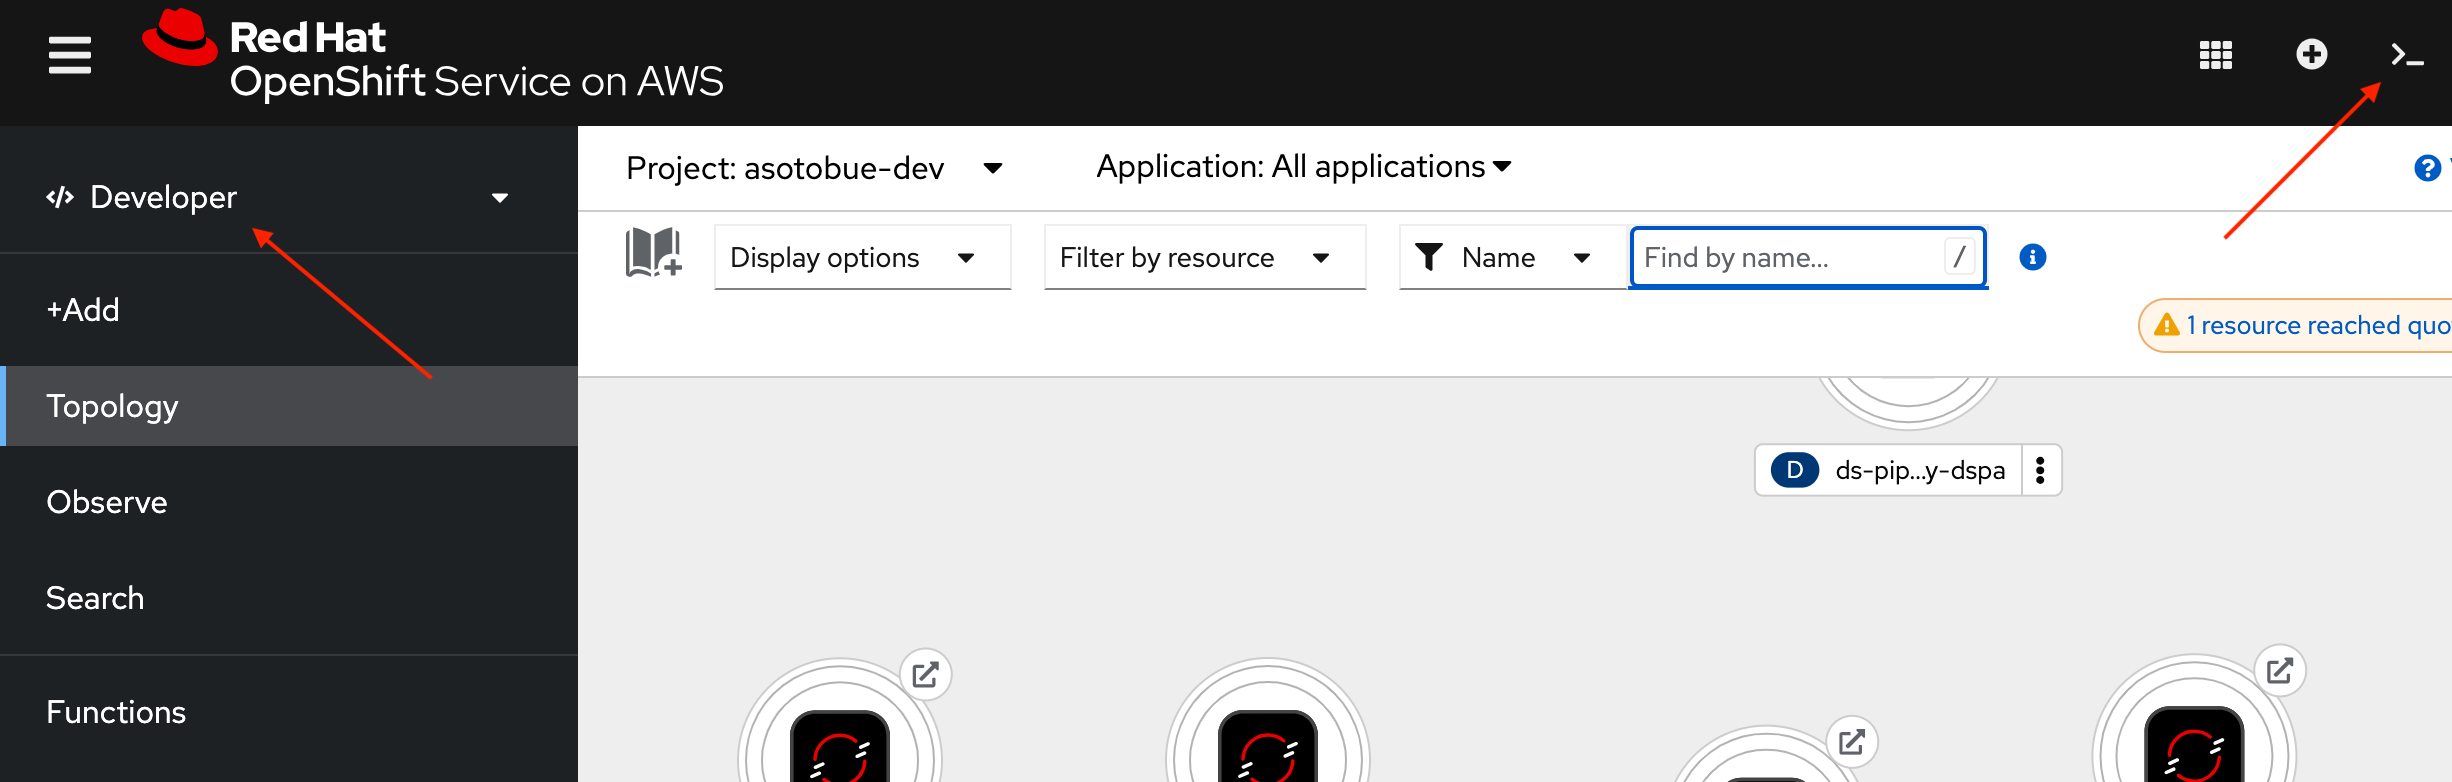 Red Hat
OpenShift Service on AWS
Developer
+Add
Topology
Observe
Search
Functions
Project: asotobue-dev
Application: All applications
Display options
Filter by resource
Name
Find by name...
/
1 resource reached quo
D
ds-pip...y-dspa